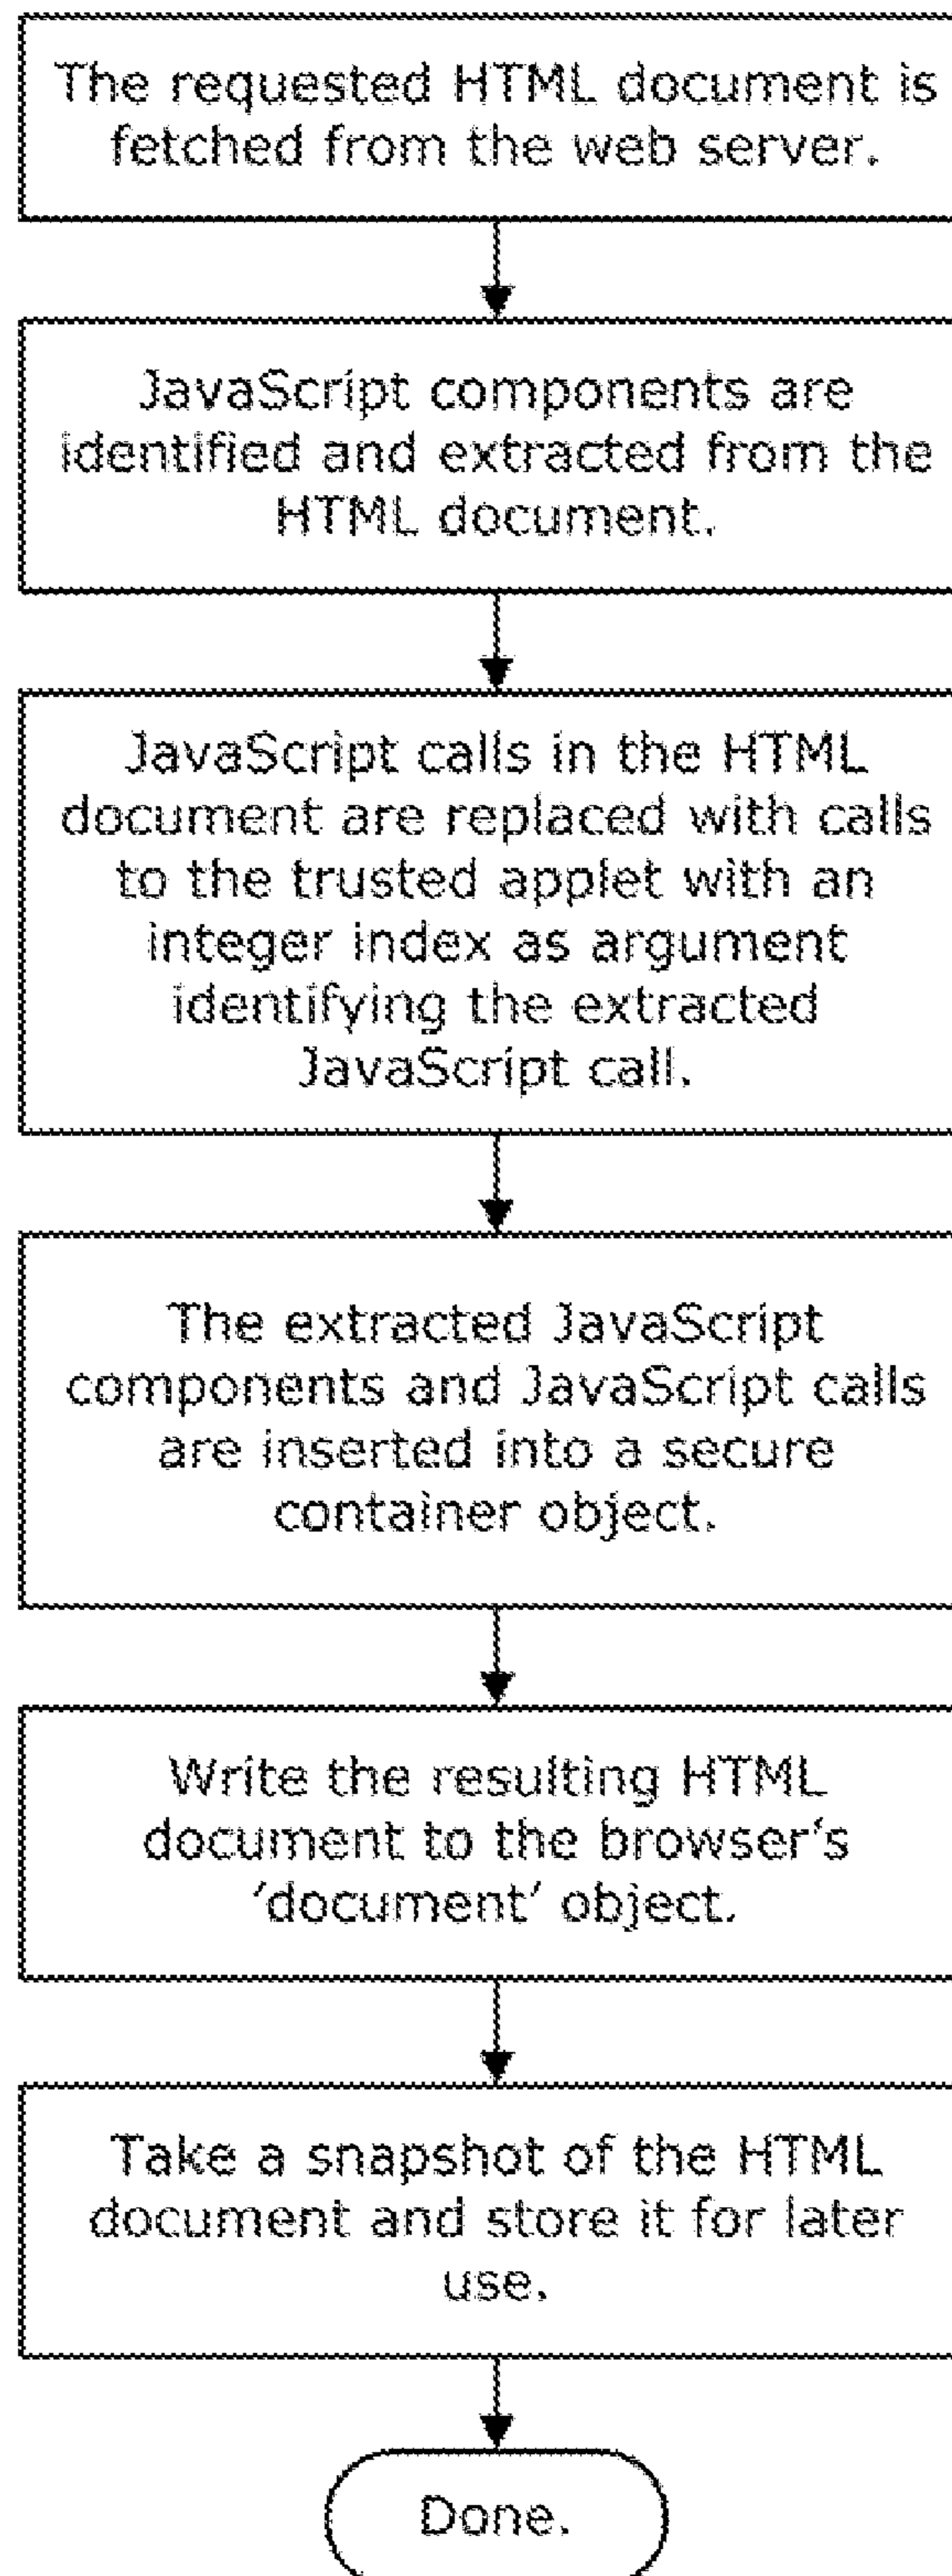 The requested HTML document is
fetched from the web server.
JavaScript components are
identified and extracted from the
HTML document.
JavaScript calls in the HTML
document are replaced with calls
to the trusted applet with an
integer index as argument
identifying the extracted
JavaScript call.
The extracted JavaScript
components and JavaScript calls
are inserted into a secure
container object.
Write the resulting HTML
document to the browser‘s
‘document’ object.
Take a snapshot of the HTML
document and store it for later
use.
Done.